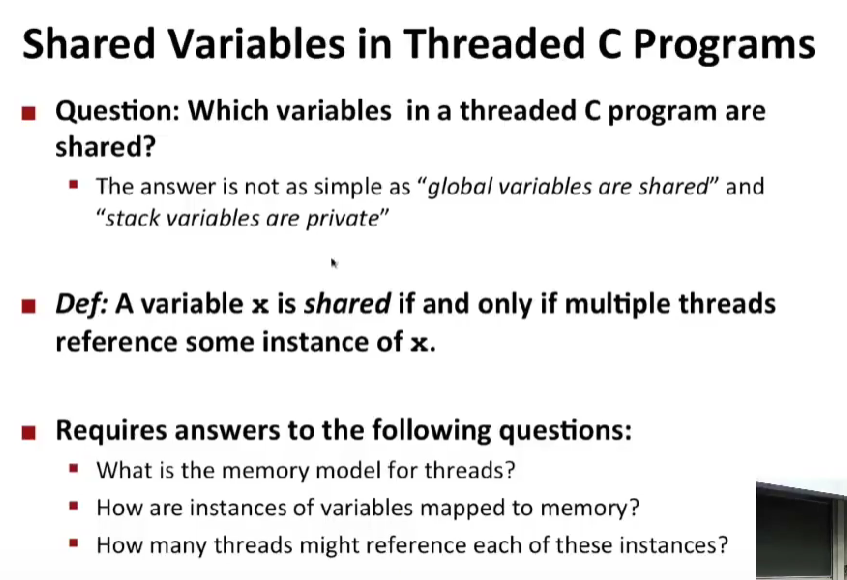 Shared Variables in Threaded C Programs
Question: Which variables in a threaded C program are
shared?
The answer is not as simple as “global variables are shared” and
“stack variables are private”
Def: A variable x is shared if and only if multiple threads
reference some instance of x.
Requires answers to the following questions:
What is the memory model for threads?
How are instances of variables mapped to memory?
How many threads might reference each of these instances?